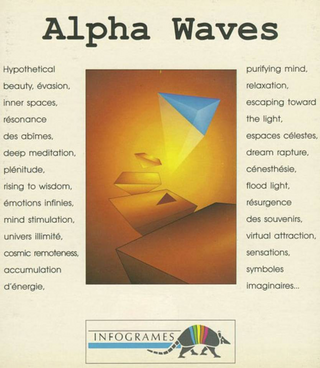 Alpha Waves
Hypothetical
beauty, évasion,
inner spaces,
résonance
des abîmes,
deep meditation,
plénitude,
rising to wisdom,
émotions infinies,
mind stimulation,
univers illimité,
cosmic remoteness,
accumulation
d'énergie,
purifying mind,
relaxation,
escaping toward
the light,
espaces célestes,
dream rapture,
cénesthésie,
flood light,
résurgence
des souvenirs,
virtual attraction,
sensations,
symboles
imaginaires...
INFOGRAMES